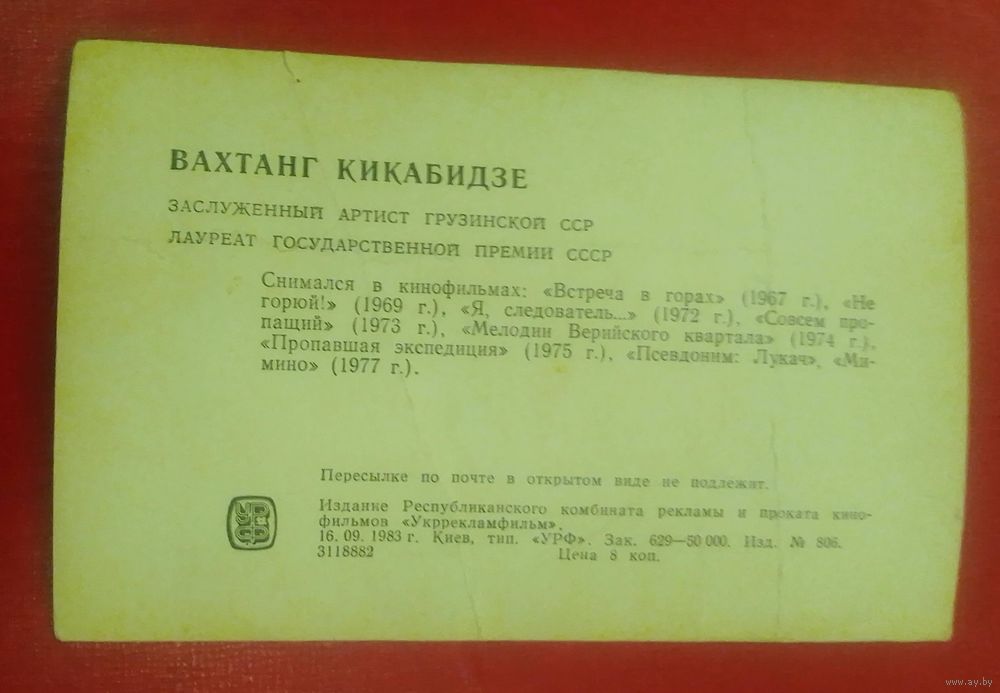 ВАХТАНГ КИКАБИДЗЕ
ЗАСЛУЖЕННЫЙ АРТИСТ ГРУЗИНСКОЙ ССР
ЛАУРЕАТ ГОСУДАРСТВЕННОЙ ПРЕМИИ СССР
Снимался в кинофильмах: «Встреча в горах» (1967 г.), «Не
горюй!» (1969 г.), «Я, следователь...» (1972 г.), «Совсем про-
пащий» (1973 г.), «Мелодии Верийского квартала» (1974 г.),
«Пропавшая экспедиция» (1975 г.), «Псевдоним: Лукач», «Ми-
мино» (1977 г.).
Пересылке по почте в открытом виде не подлежит.
Издание Республиканского комбината рекламы и проката кино-
фильмов «Укррекламфильм».
16. 09. 1983 г. Киев, тип. «УРФ». Зак. 629—50 000. Изд. № 806.
3118882 Цена 8 коп.
www.ay.by